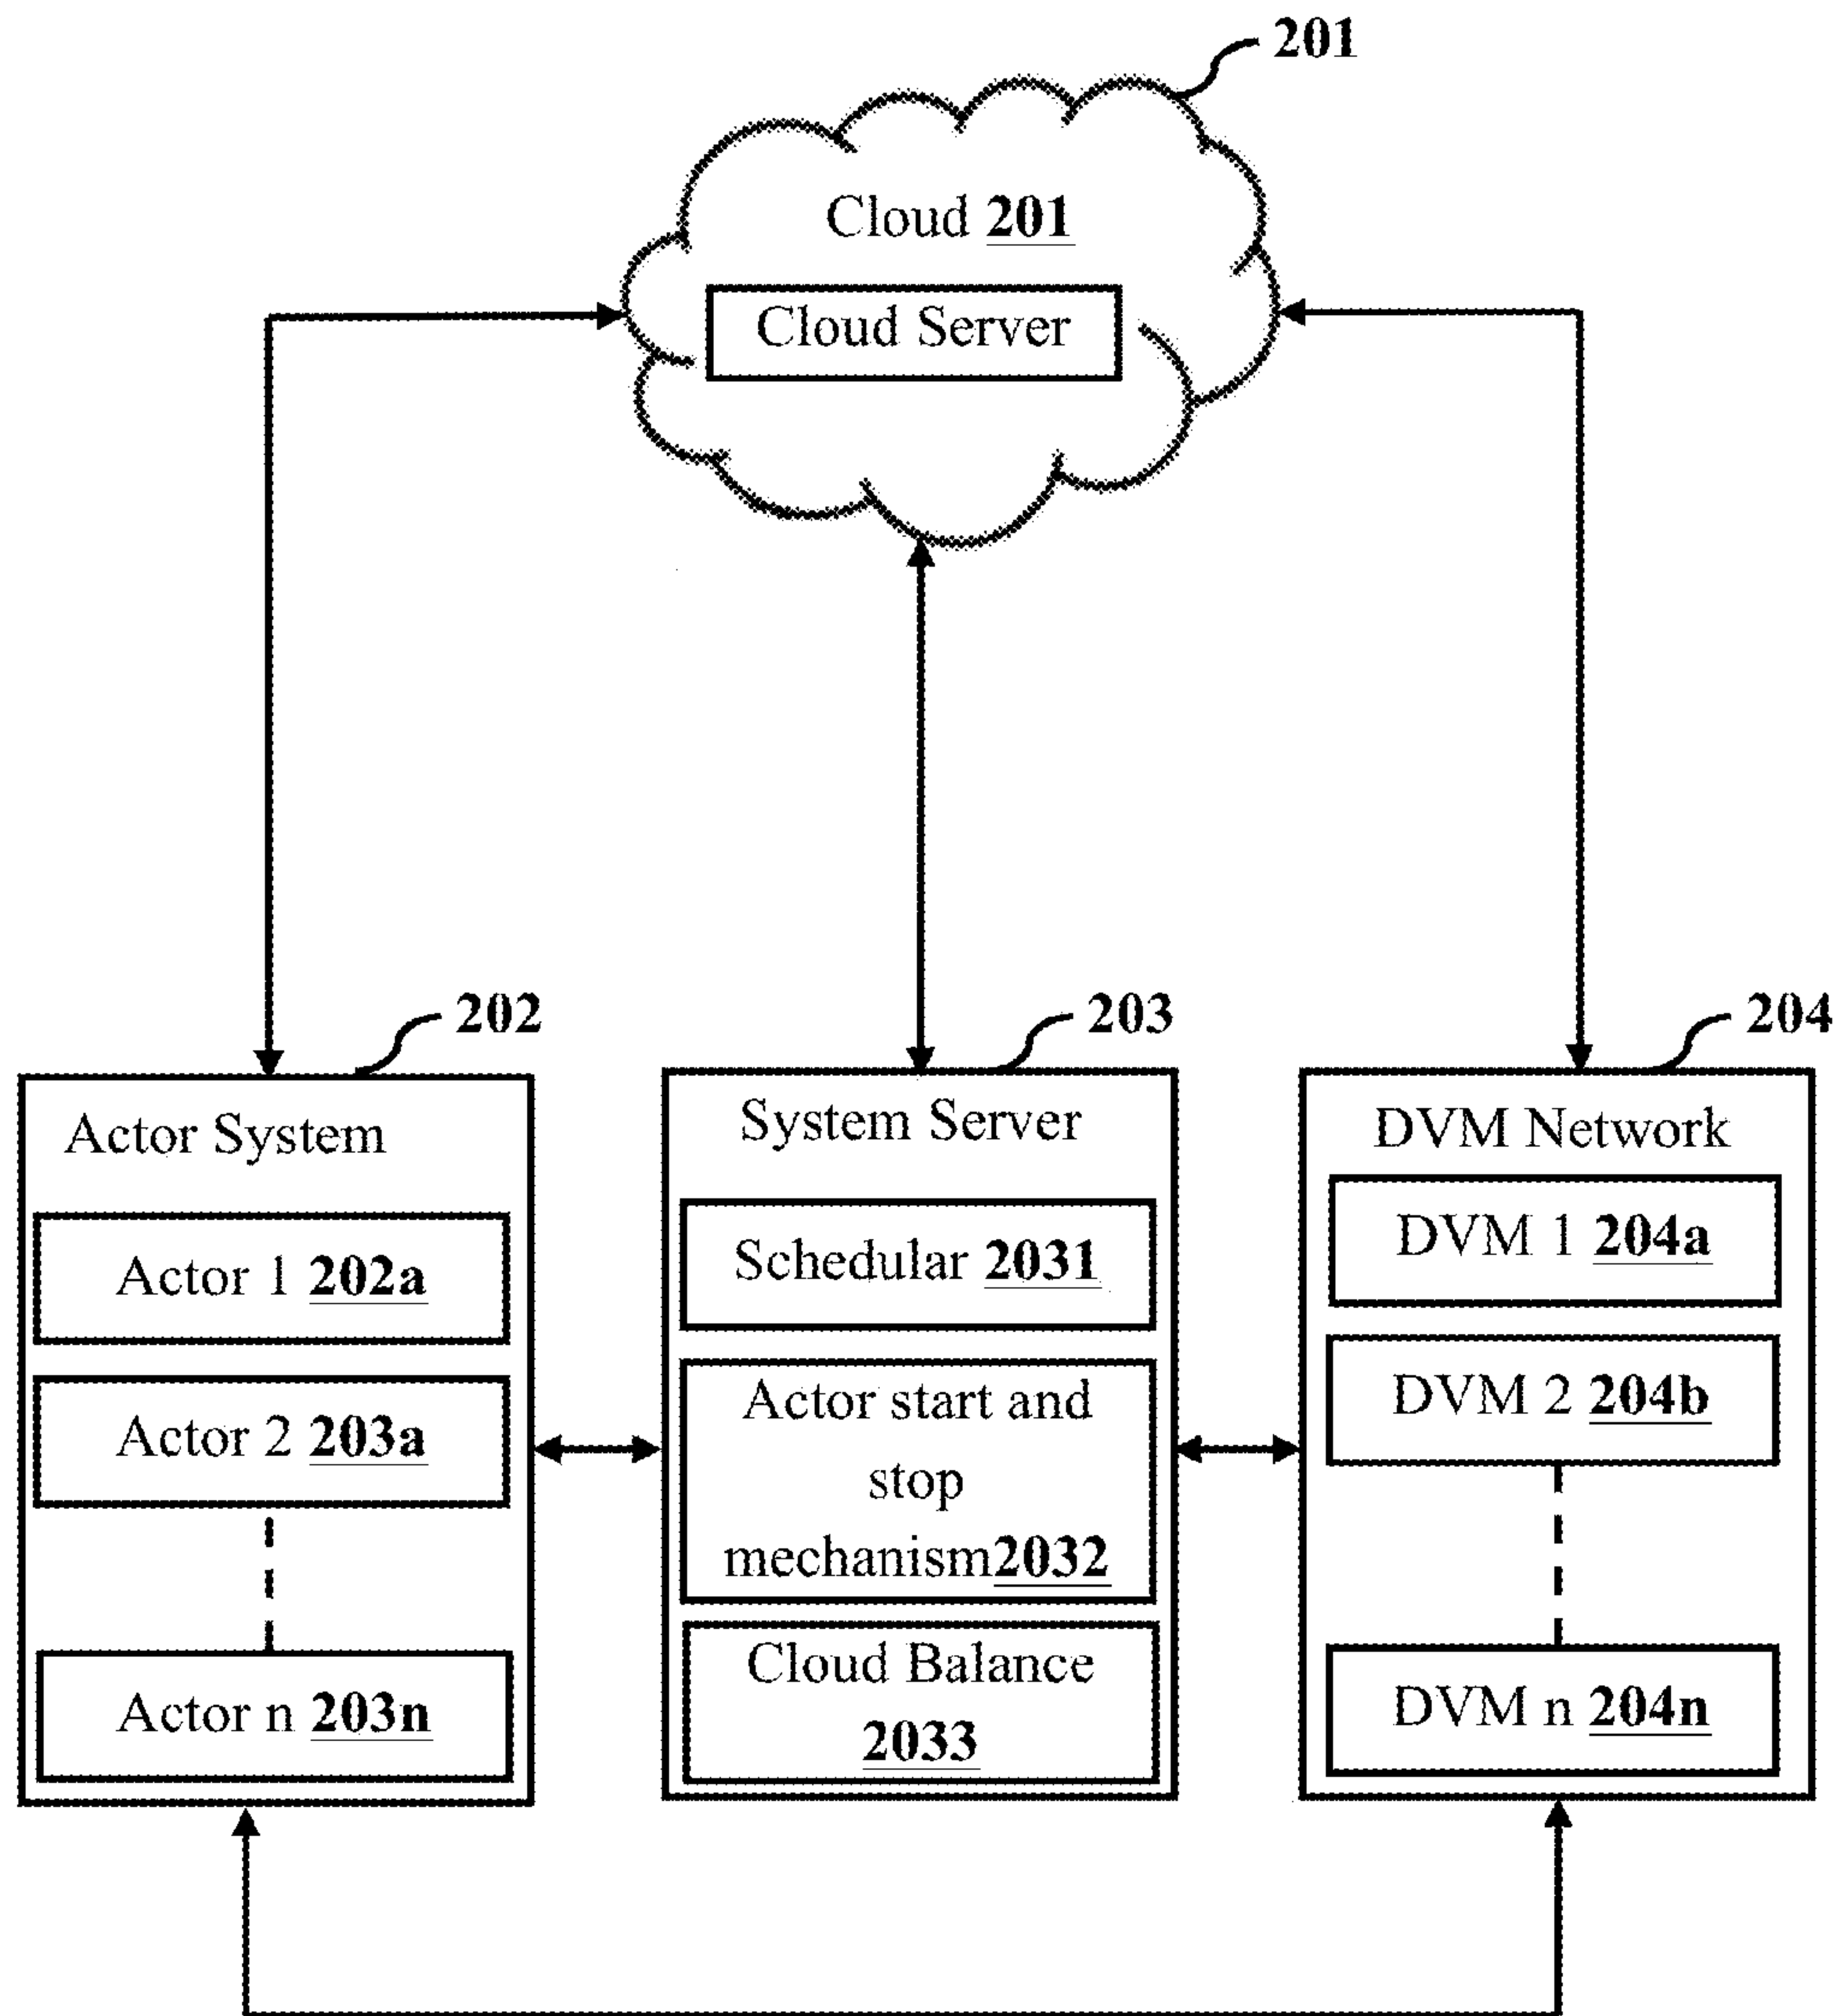 201
Cloud 201
Cloud Server
202
203
204
Actor System
Actor 1 202a
Actor 2 203a
Actor n 203n
System Server
Schedular 2031
Actor start and
stop
mechanism2032
Cloud Balance
2033
DVM Network
DVM 1 204a
DVM 2 204b
DVM n 204n